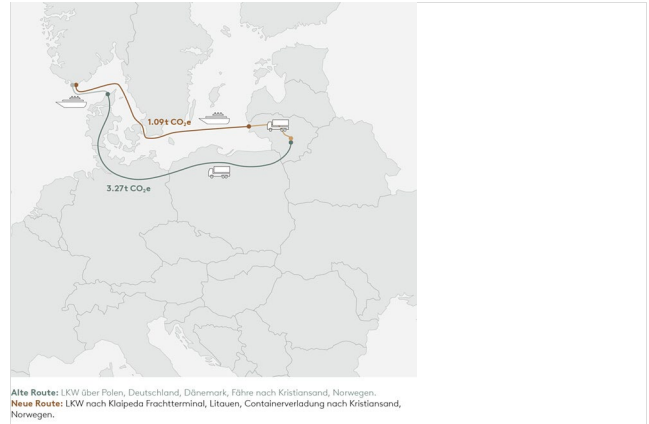 1.09t CO₂e
3.27t CO₂e
Alte Route: LKW über Polen, Deutschland, Dänemark, Fähre nach Kristiansand, Norwegen.
Neue Route: LKW nach Klaipeda Frachtterminal, Litauen, Containerverladung nach Kristiansand,
Norwegen.